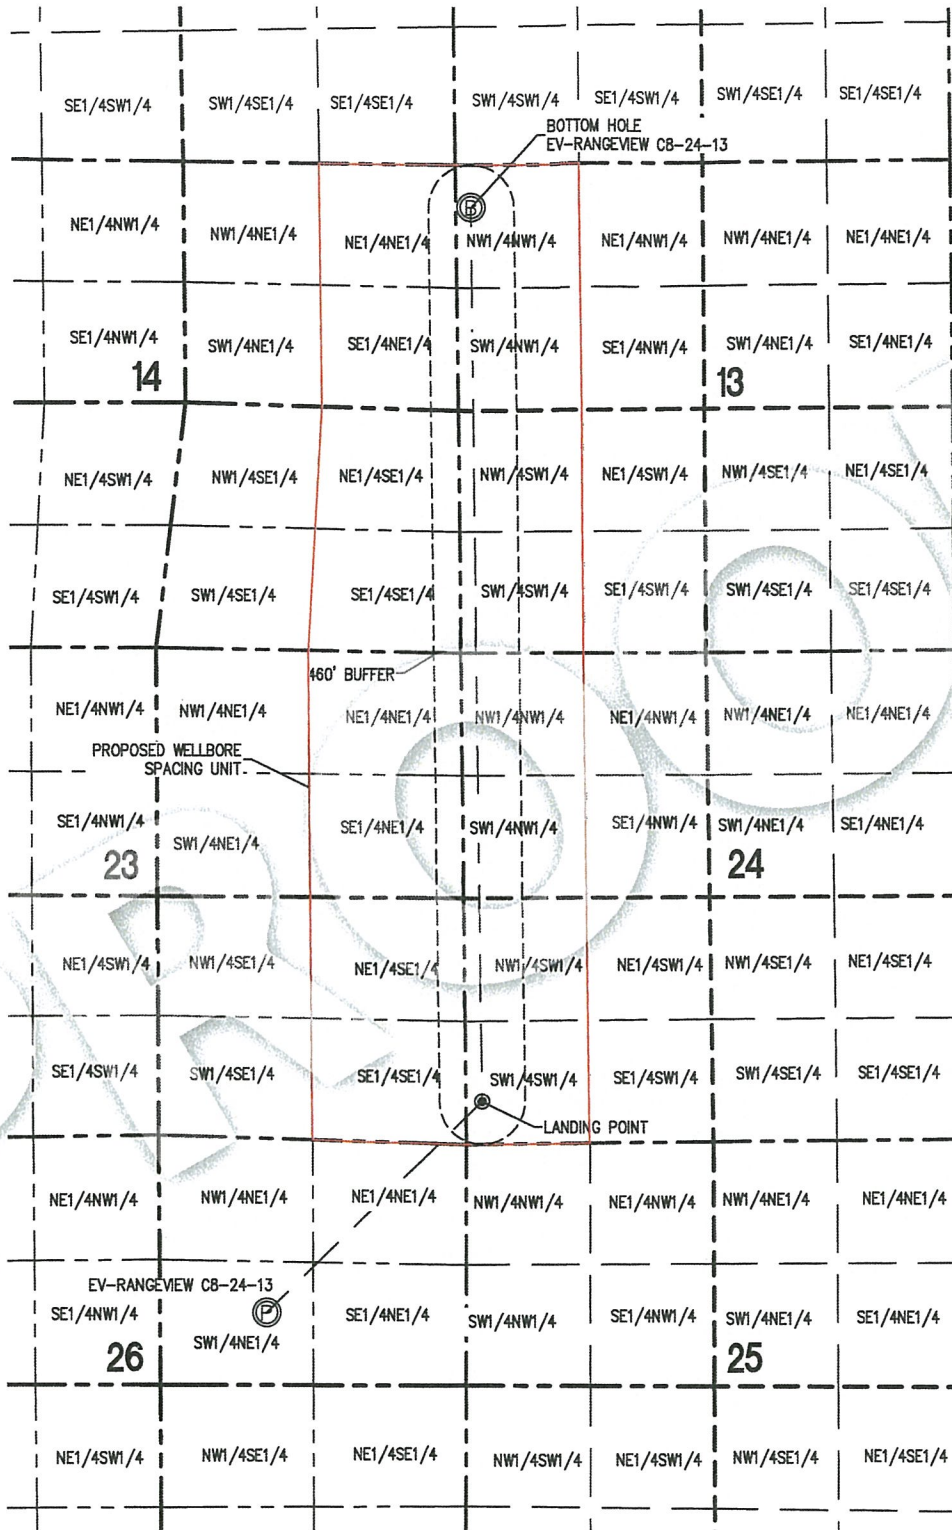 SE1/4SW1/4 SW1/4SE1/4 SE1/4SE1/4 SW1/4SW1/4 SE1/4SW1/4 SW1/4SE1/4 SE1/4SE1/4
BOTTOM HOLE
EV-RANGEVIEW C8-24-13
B
NE1/4NW1/4 NW1/4NE1/4 NE1/4NE1/4 NW1/4NW1/4 NE1/4NW1/4 NW1/4NE1/4 NE1/4NE1/4
SE1/4NW1/4 SW1/4NE1/4 SE1/4NE1/4 SW1/4NW1/4 SE1/4NW1/4 SW1/4NE1/4 SE1/4NE1/4
14 13
NE1/4SW1/4 NW1/4SE1/4 NE1/4SE1/4 NW1/4SW1/4 NE1/4SW1/4 NW1/4SE1/4 NE1/4SE1/4
SE1/4SW1/4 SW1/4SE1/4 SE1/4SE1/4 SW1/4SW1/4 SE1/4SW1/4 SW1/4SE1/4 SE1/4SE1/4
460' BUFFER
NE1/4NW1/4 NW1/4NE1/4 NE1/4NE1/4 NW1/4NW1/4 NE1/4NW1/4 NW1/4NE1/4 NE1/4NE1/4
PROPOSED WELLBORE
SPACING UNIT
SE1/4NW1/4 SW1/4NE1/4 SE1/4NE1/4 SW1/4NW1/4 SE1/4NW1/4 SW1/4NE1/4 SE1/4NE1/4
23 24
NE1/4SW1/4 NW1/4SE1/4 NE1/4SE1/4 NW1/4SW1/4 NE1/4SW1/4 NW1/4SE1/4 NE1/4SE1/4
SE1/4SW1/4 SW1/4SE1/4 SE1/4SE1/4 SW1/4SW1/4 SE1/4SW1/4 SW1/4SE1/4 SE1/4SE1/4
LANDING POINT
NE1/4NW1/4 NW1/4NE1/4 NE1/4NE1/4 NW1/4NW1/4 NE1/4NW1/4 NW1/4NE1/4 NE1/4NE1/4
EV-RANGEVIEW C8-24-13
P
SE1/4NW1/4 SW1/4NE1/4 SE1/4NE1/4 SW1/4NW1/4 SE1/4NW1/4 SW1/4NE1/4 SE1/4NE1/4
26 25
NE1/4SW1/4 NW1/4SE1/4 NE1/4SE1/4 NW1/4SW1/4 NE1/4SW1/4 NW1/4SE1/4 NE1/4SE1/4